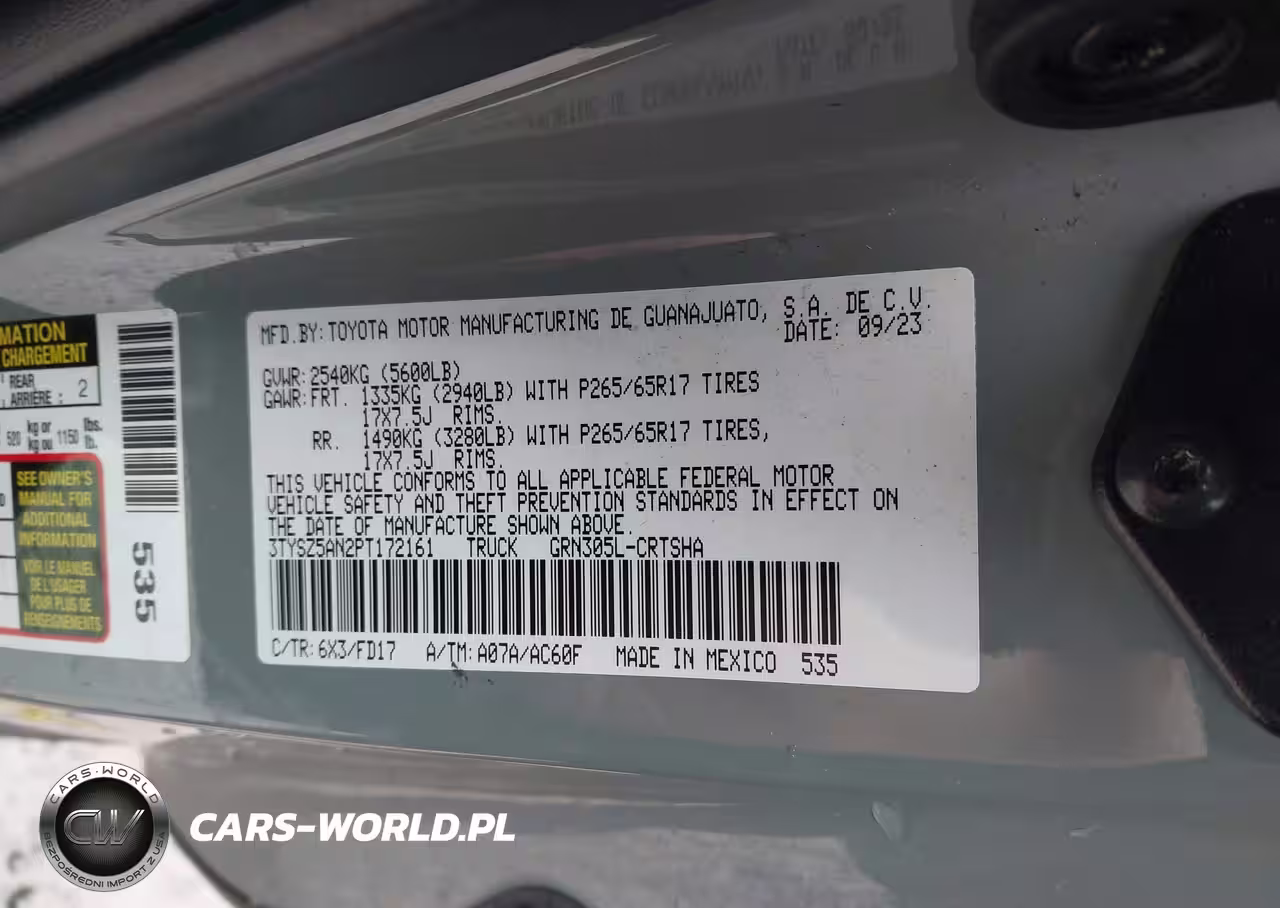 MATION
CHARGEMENT
REAR
ARRIÈRE : 2
520 kg or
kg ou 1150 lbs.
lb.
SEE OWNER'S
MANUAL FOR
ADDITIONAL
INFORMATION
VOIR LE MANUEL
DE L'USAGER
POUR PLUS DE
RENSEIGNEMENTS
535
MFD.BY: TOYOTA MOTOR MANUFACTURING DE GUANAJUATO, S.A. DE C.V.
DATE: 09/23
GVWR: 2540KG (5600LB)
GAWR: FRT. 1335KG (2940LB) WITH P265/65R17 TIRES
17X7.5J RIMS.
RR. 1490KG (3280LB) WITH P265/65R17 TIRES,
17X7.5J RIMS.
THIS VEHICLE CONFORMS TO ALL APPLICABLE FEDERAL MOTOR
VEHICLE SAFETY AND THEFT PREVENTION STANDARDS IN EFFECT ON
THE DATE OF MANUFACTURE SHOWN ABOVE.
3TYSZ5AN2PT172161 TRUCK GRN305L-CRTSHA
C/TR: 6X3/FD17 A/TM: A07A/AC60F MADE IN MEXICO 535
CARS-WORLD
CW
BEZPOŚREDNI IMPORT Z USA
CARS-WORLD.PL